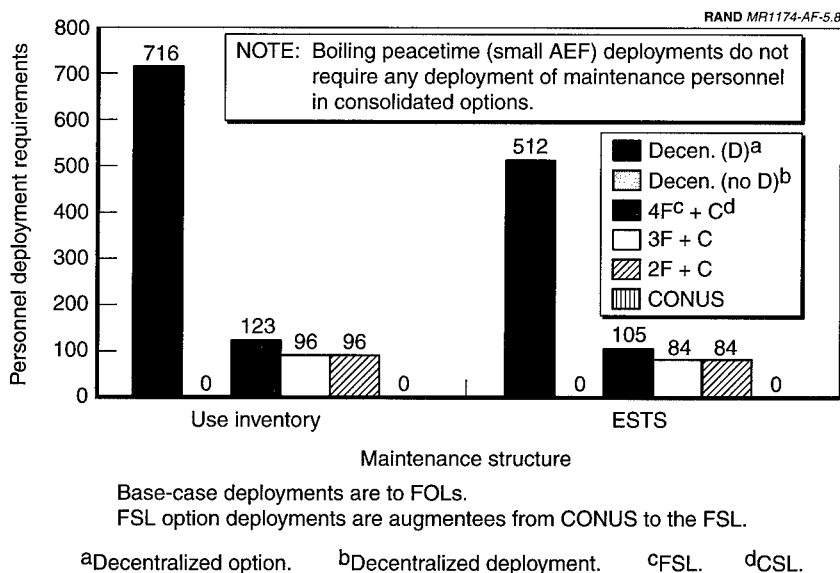 RAND MR1174-AF-5.8
800
700
600
500
400
300
200
100
0
Personnel deployment requirements
NOTE: Boiling peacetime (small AEF) deployments do not
require any deployment of maintenance personnel
in consolidated options.
716
0
123
96
96
0
512
0
105
84
84
0
Decen. (D)a
Decen. (no D)b
4Fc + Cd
3F + C
2F + C
CONUS
Use inventory
ESTS
Maintenance structure
Base-case deployments are to FOLs.
FSL option deployments are augmentees from CONUS to the FSL.
aDecentralized option. bDecentralized deployment. cFSL. dCSL.